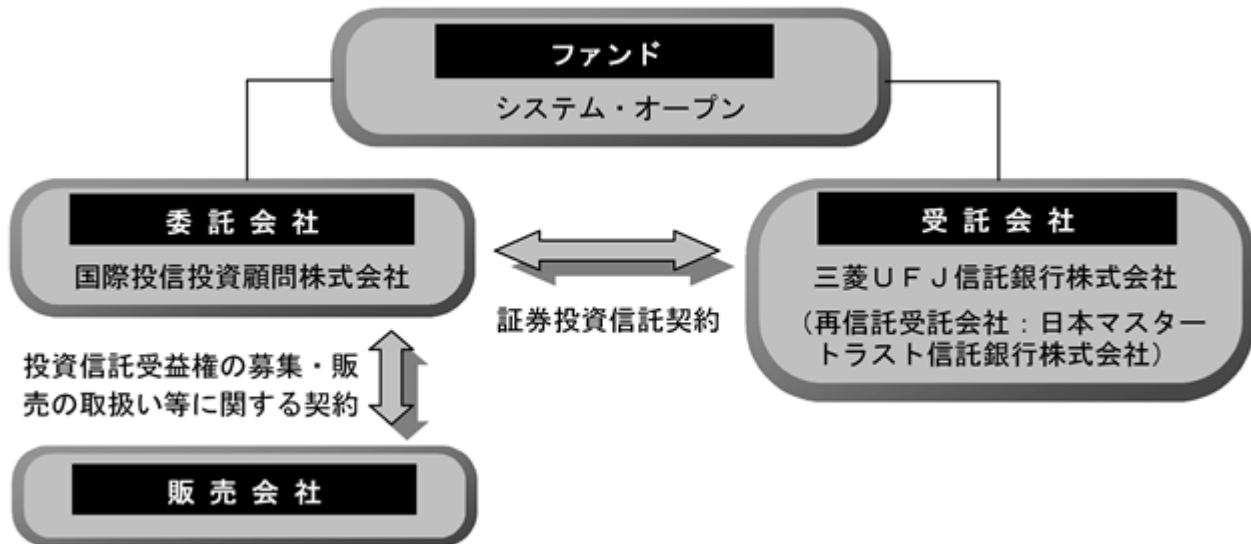 ファンド
システム・オープン
委託会社
国際投信投資顧問株式会社
受託会社
三菱UFJ信託銀行株式会社
（再信託受託会社：日本マスター
トラスト信託銀行株式会社）
証券投資信託契約
投資信託受益権の募集・販
売の取扱い等に関する契約
販売会社